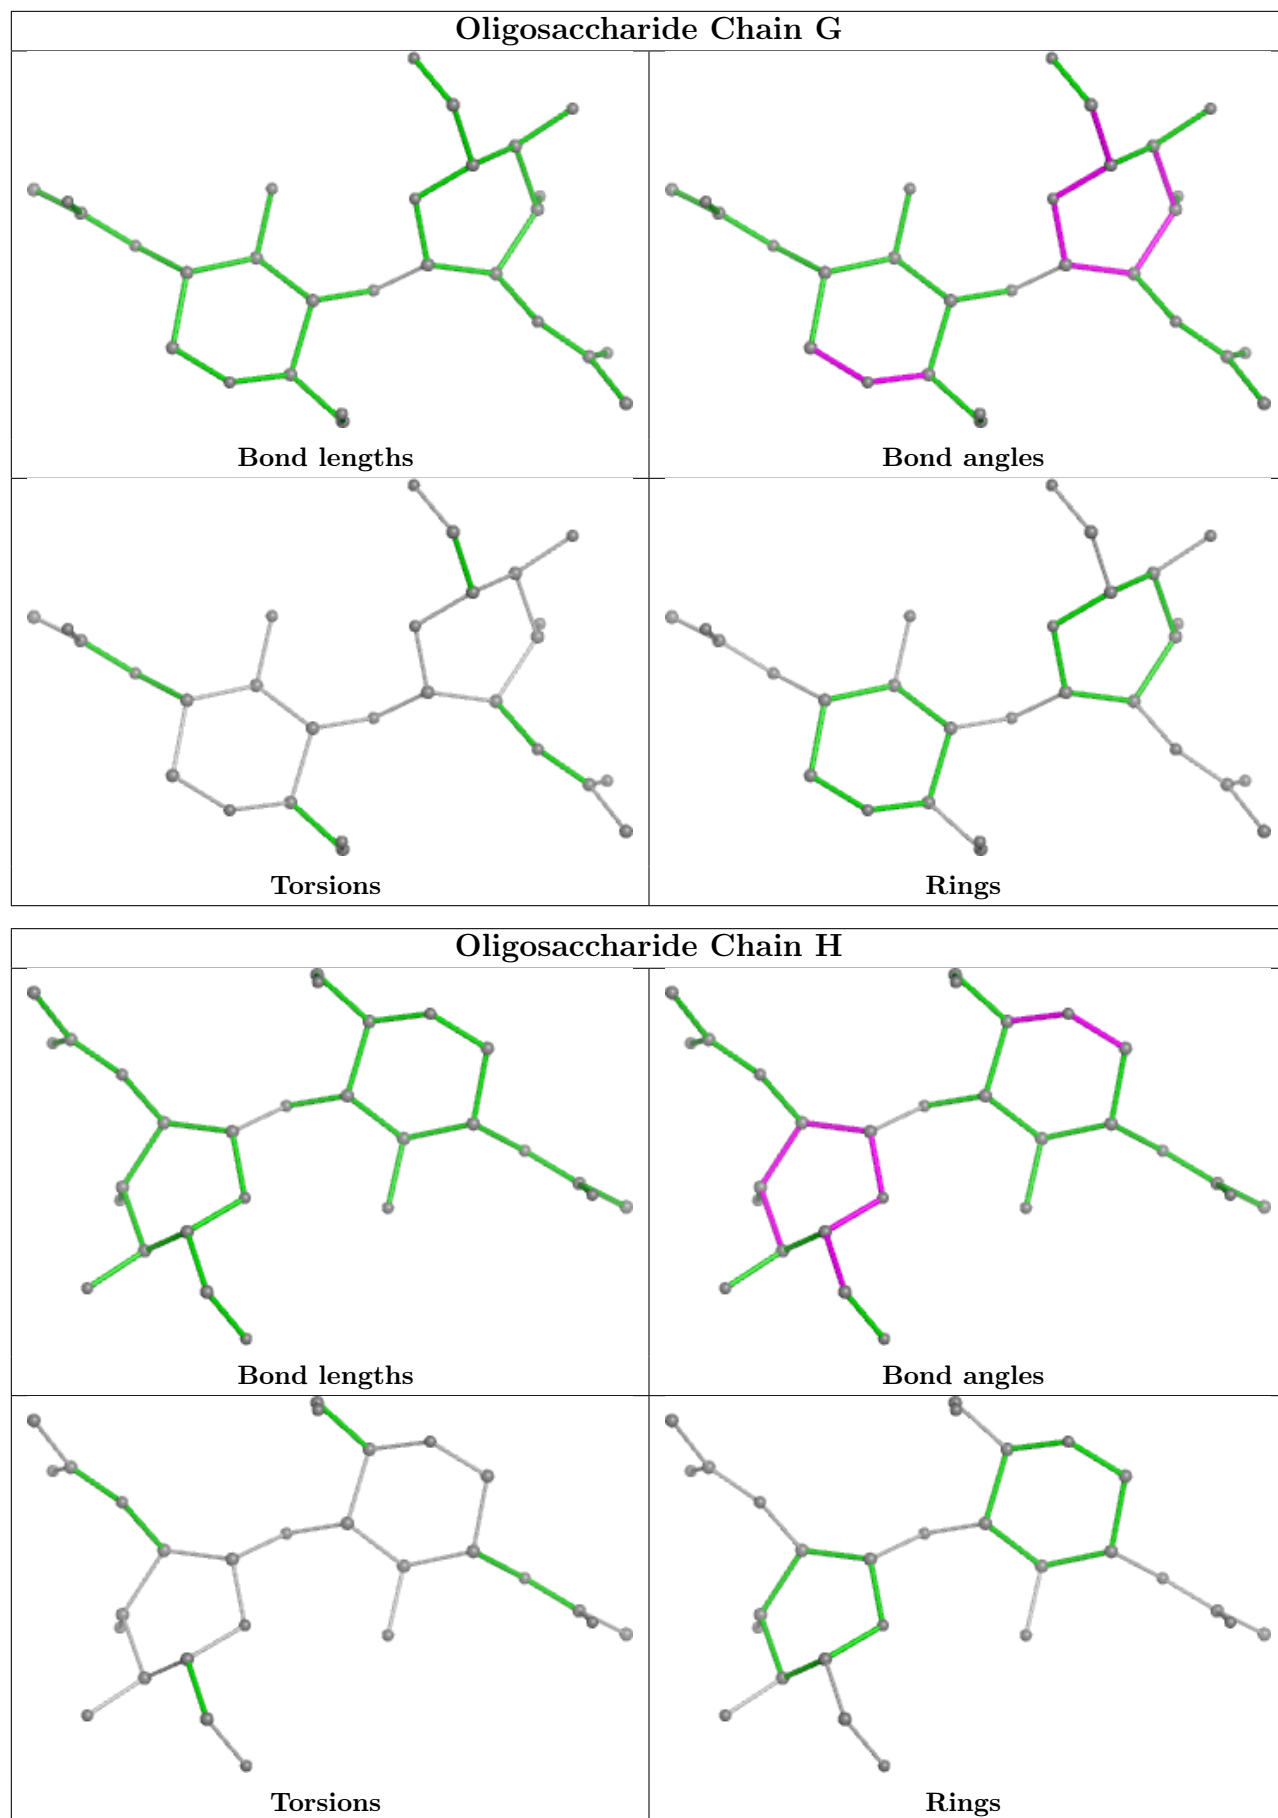 Oligosaccharide Chain G
Bond lengths
Bond angles
Torsions
Rings
Oligosaccharide Chain H
Bond lengths
Bond angles
Torsions
Rings